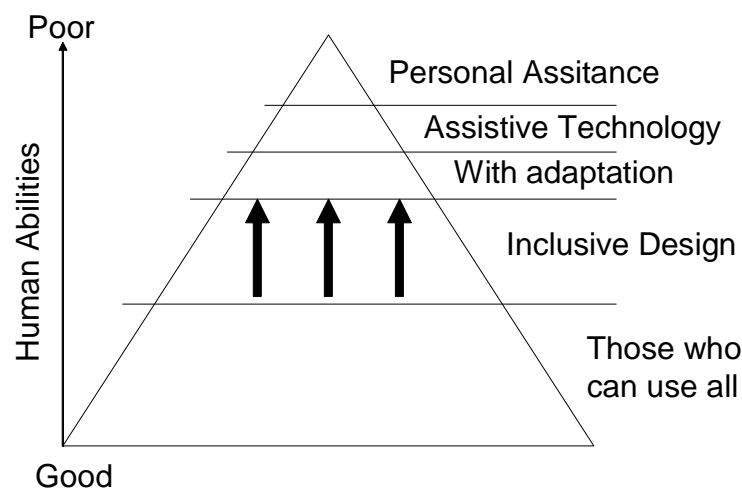 Poor
Personal Assitance
Assistive Technology
With adaptation
Inclusive Design
Human Abilities
Those who
can use all
Good